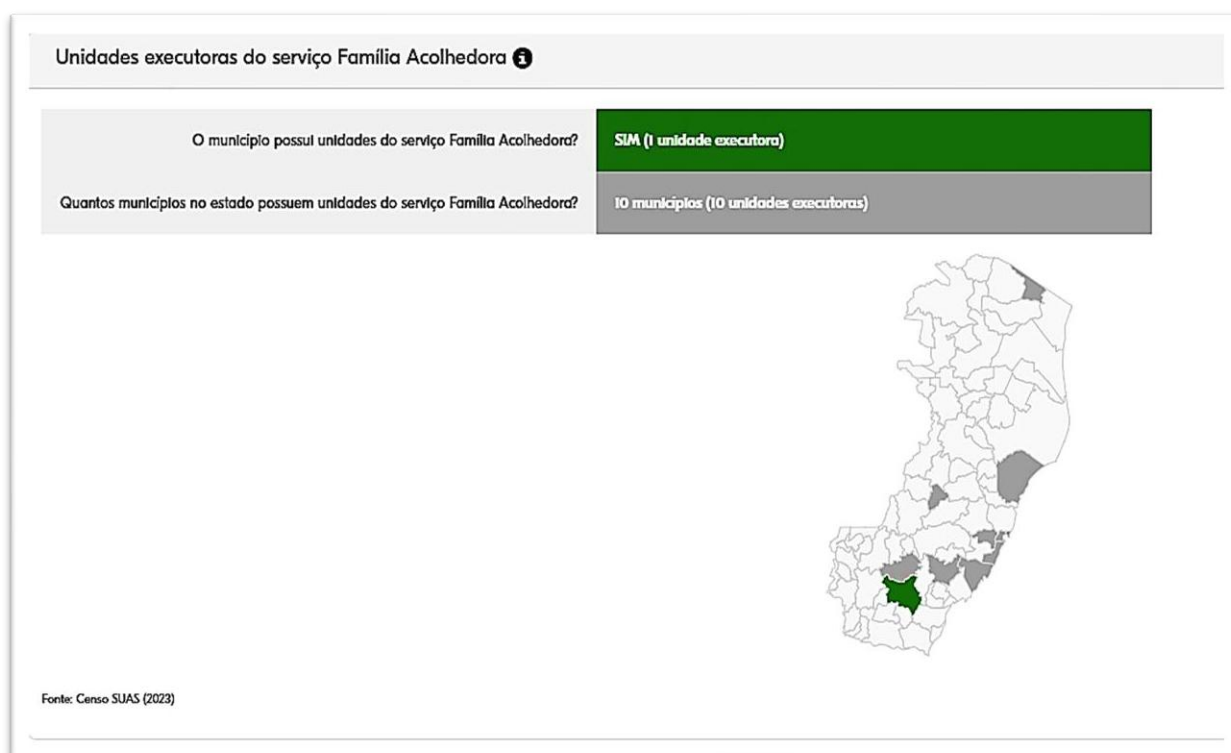 Unidades executoras do serviço Família Acolhedora
O município possui unidades do serviço Família Acolhedora?
SIM (1 unidade executora)
Quantos municípios no estado possuem unidades do serviço Família Acolhedora?
10 municípios (10 unidades executoras)
Fonte: Censo SUAS (2023)